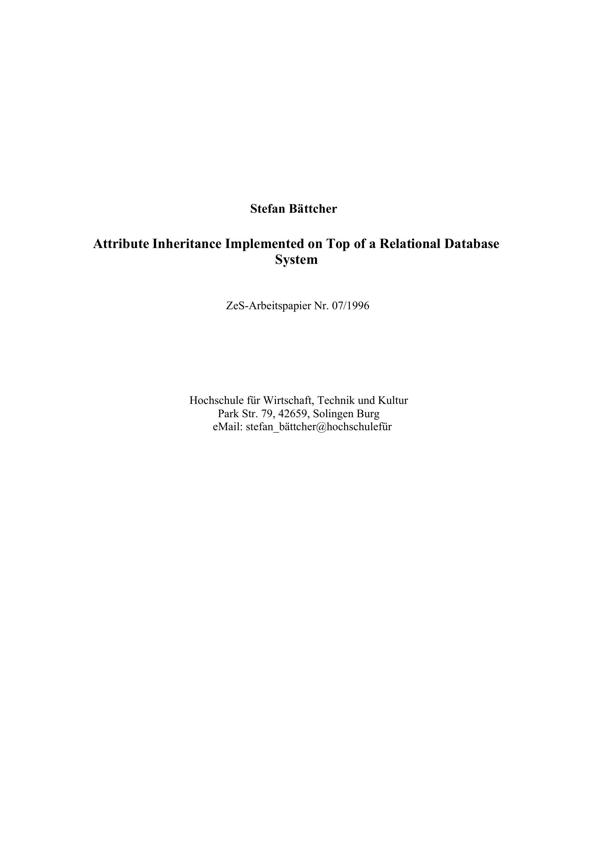 Stefan Bättcher
Attribute Inheritance Implemented on Top of a Relational Database
System
ZeS-Arbeitspapier Nr. 07/1996
Hochschule für Wirtschaft, Technik und Kultur
Park Str. 79, 42659, Solingen Burg
eMail: stefan_bättcher@hochschulefür